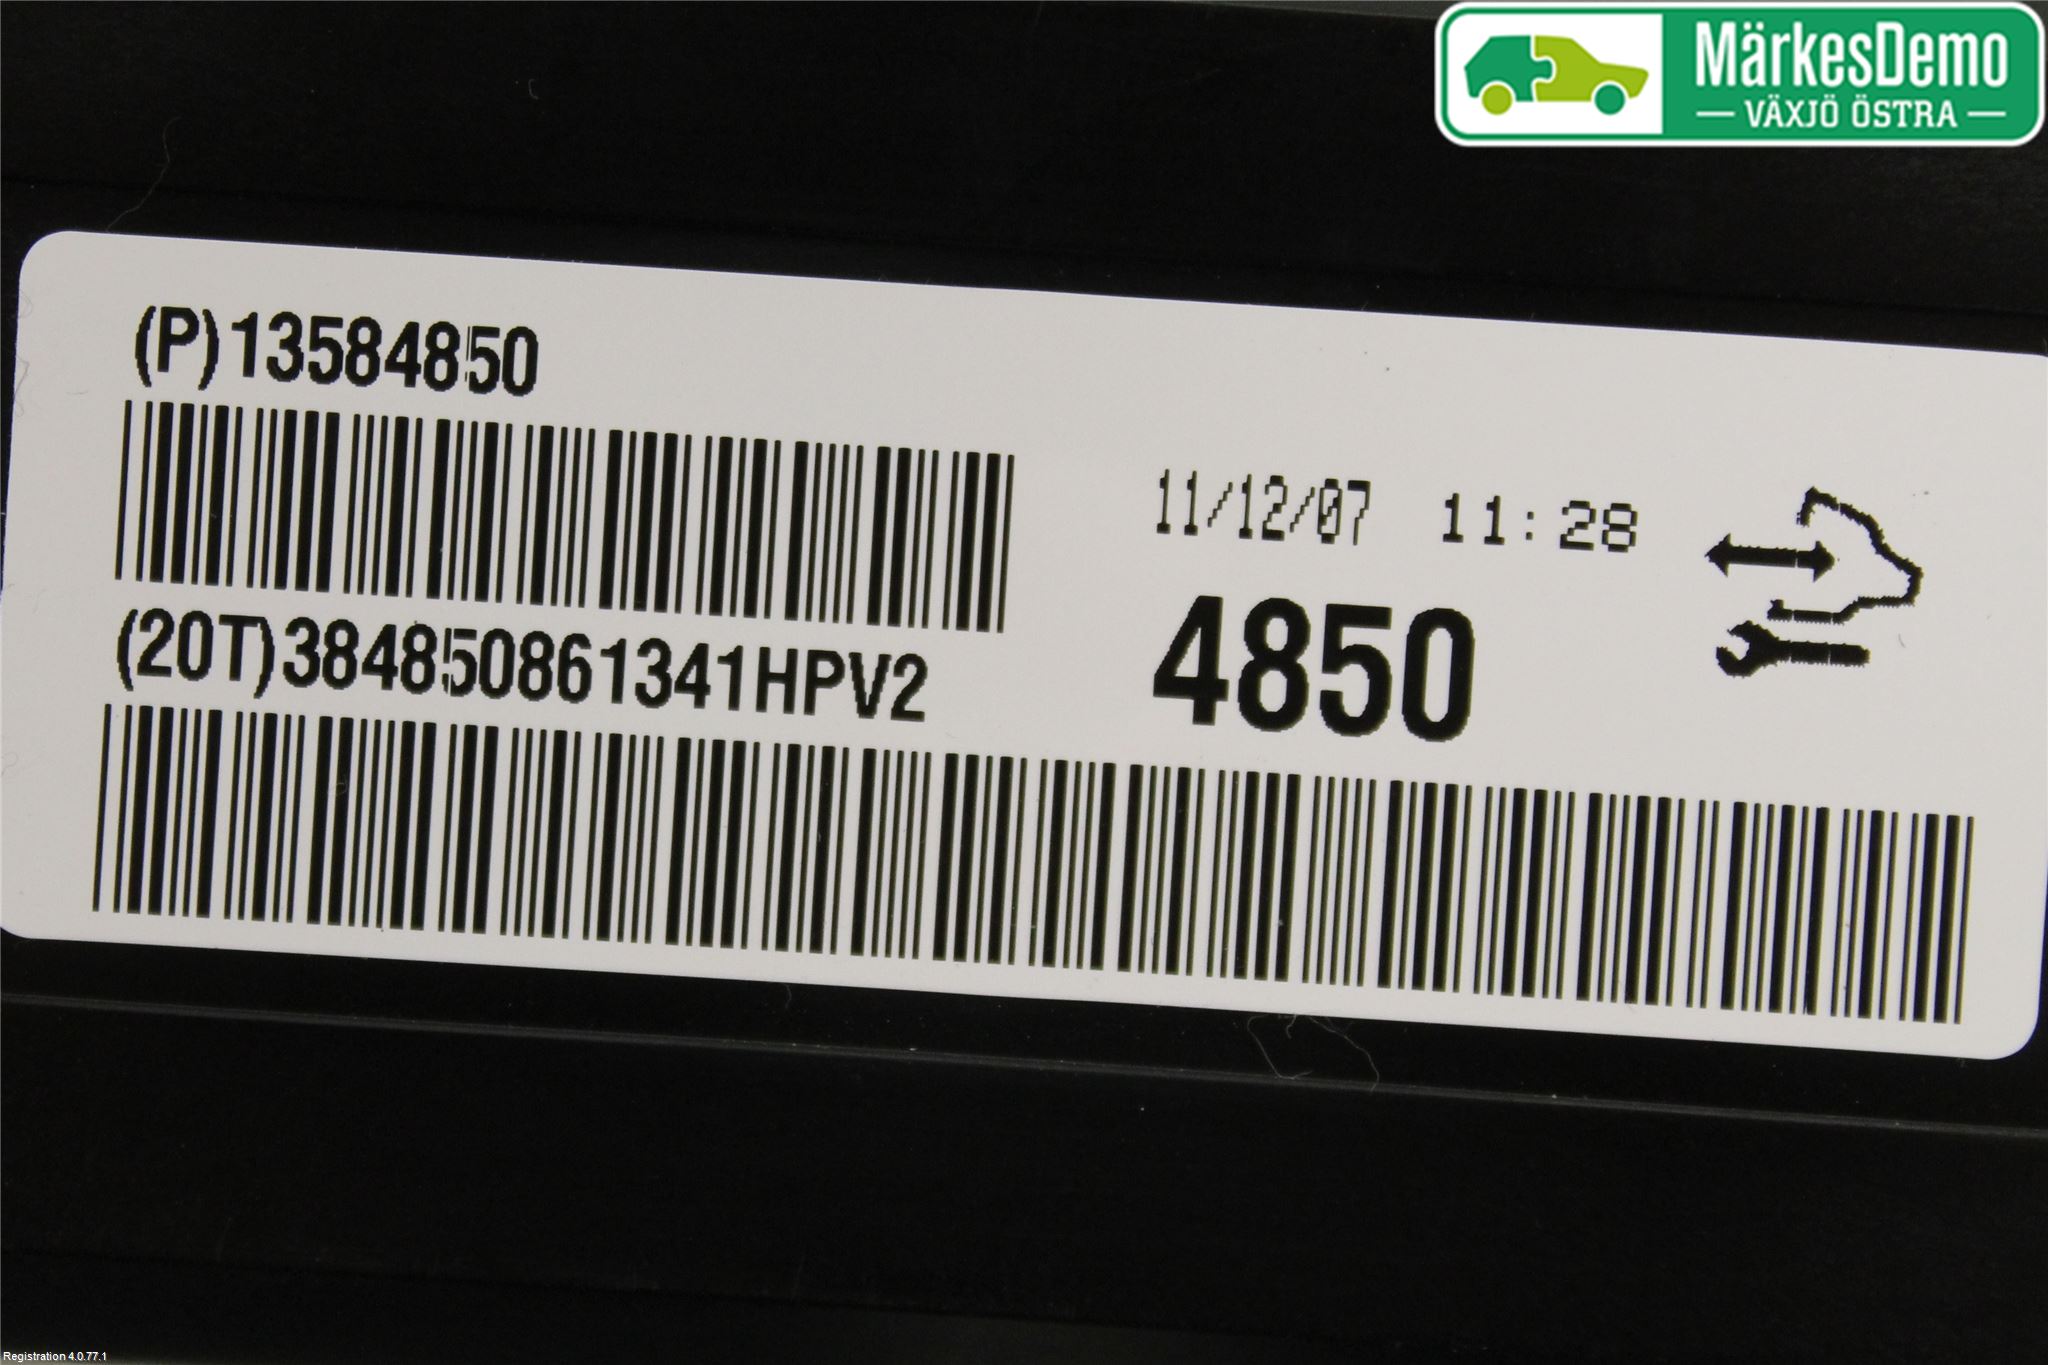 MärkesDemo
VÄXJÖ ÖSTRA
(P)13584850
11/12/07 11:28
(20T)384850861341HPV2
4850
Registration 4.0.77.1